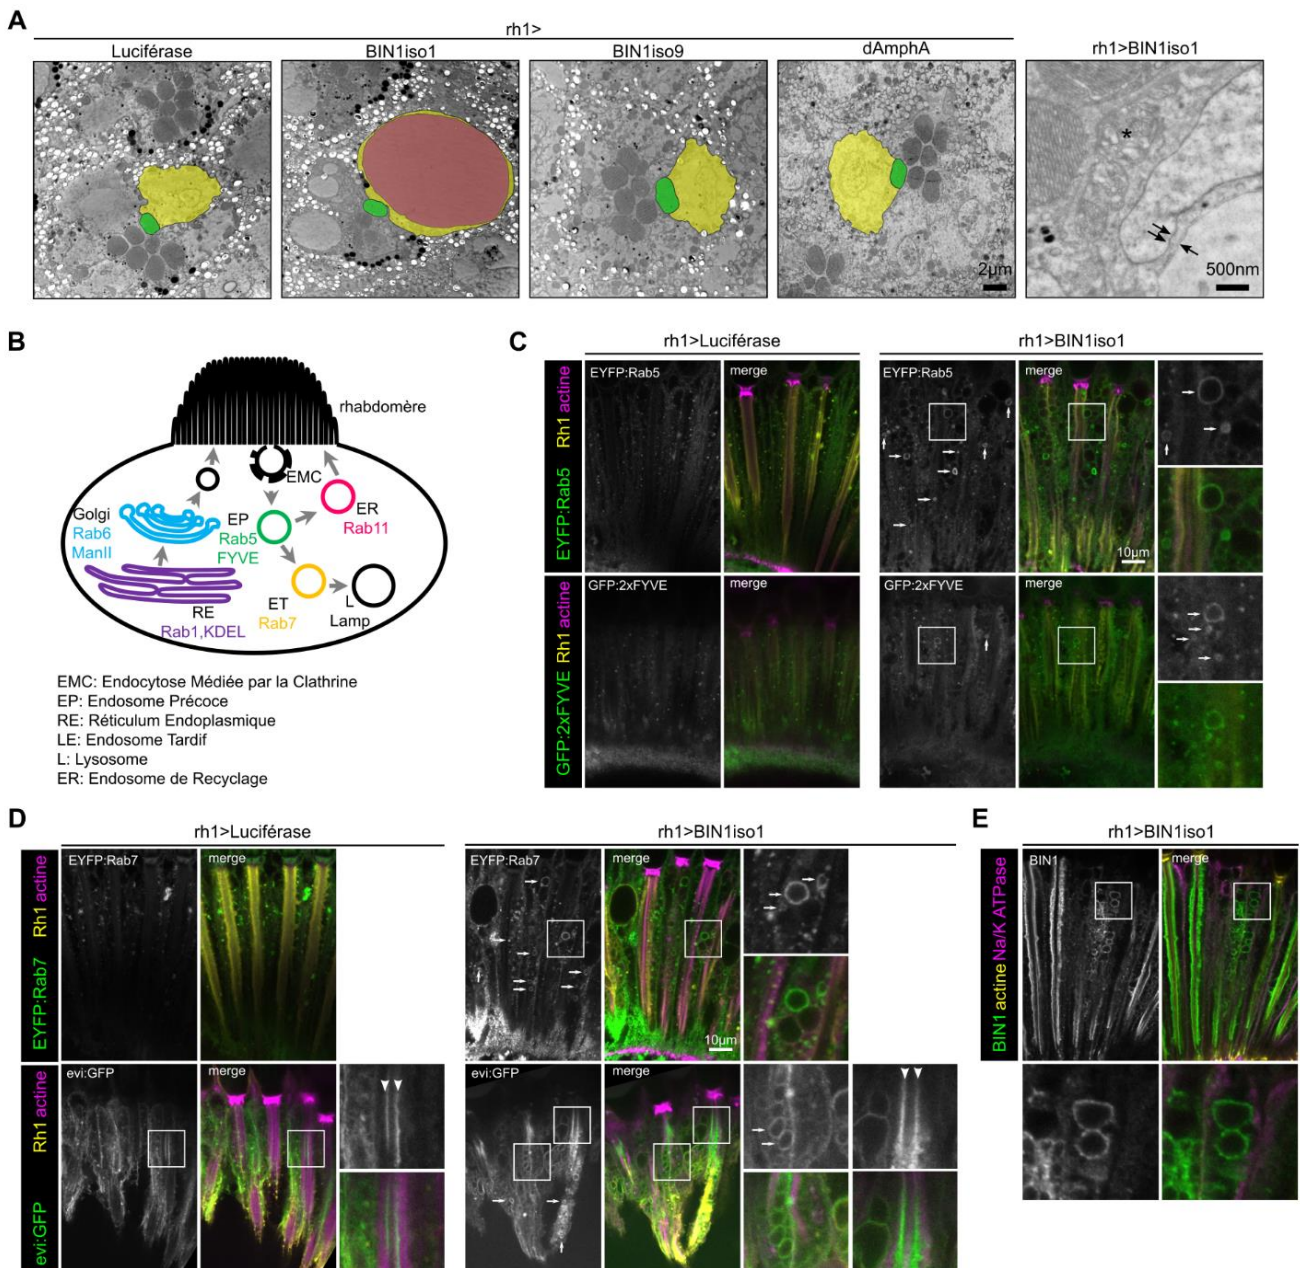 A
rh1>
Luciférase
BIN1iso1
BIN1iso9
dAmphA
rh1>BIN1iso1
*
2µm
500nm
B
rhabdomère
EMC
Golgi
Rab6
ManII
EP
Rab5
FYVE
ER
Rab11
RE
Rab1,KDEL
ET
Rab7
L
Lamp
EMC: Endocytose Médiée par la Clathrine
EP: Endosome Précoce
RE: Réticulum Endoplasmique
LE: Endosome Tardif
L: Lysosome
ER: Endosome de Recyclage
C
rh1>Luciférase
rh1>BIN1iso1
EYFP:Rab5 Rh1 actine
EYFP:Rab5
merge
EYFP:Rab5
merge
10µm
GFP:2xFYVE Rh1 actine
GFP:2xFYVE
merge
GFP:2xFYVE
merge
D
rh1>Luciférase
rh1>BIN1iso1
EYFP:Rab7 Rh1 actine
EYFP:Rab7
merge
EYFP:Rab7
merge
10µm
evi:GFP Rh1 actine
evi:GFP
merge
evi:GFP
merge
E
rh1>BIN1iso1
BIN1 actine Na/K ATPase
BIN1
merge